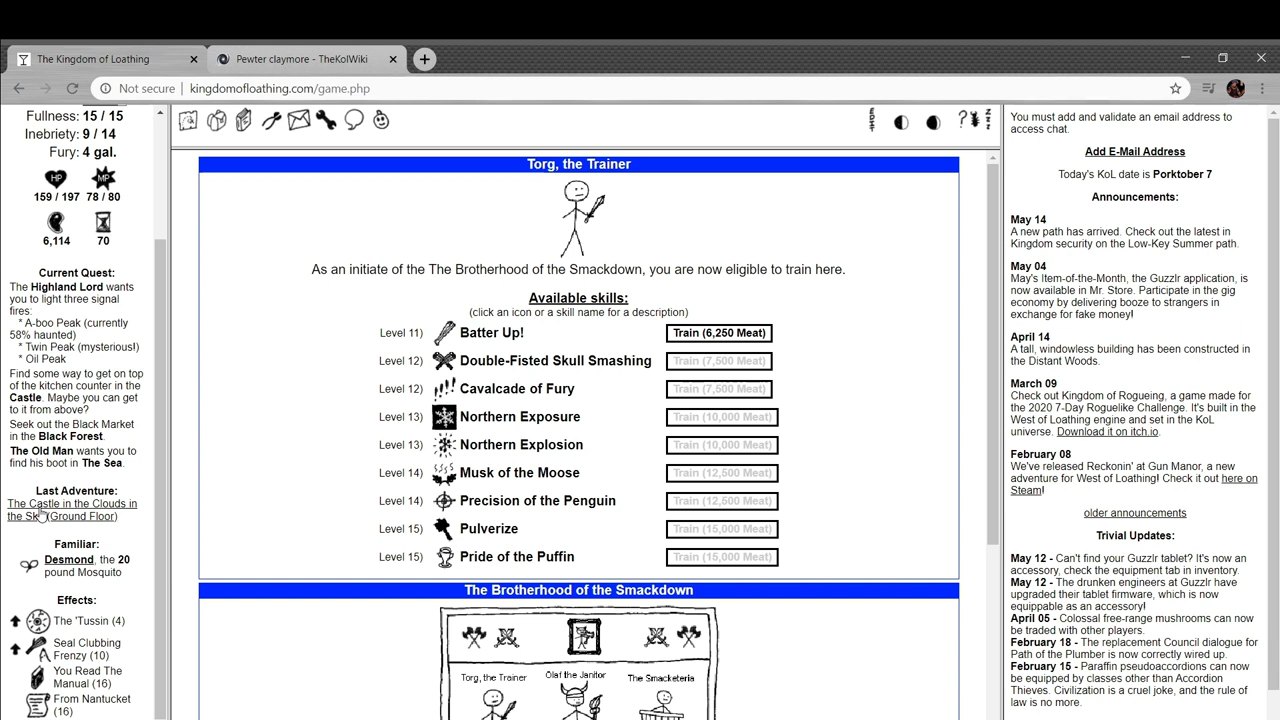 The Kingdom of Loathing
Pewter claymore - TheKolWiki
Not secure
kingdomofloathing.com/game.php
Fullness: 15 / 15
Inebriety: 9 / 14
Fury: 4 gal.
HP
MP
159 / 197
78 / 80
6,114
70
Current Quest:
The Highland Lord wants
you to light three signal
fires:
* A-boo Peak (currently
58% haunted)
* Twin Peak (mysterious!)
* Oil Peak
Find some way to get on top
of the kitchen counter in the
Castle. Maybe you can get
to it from above?
Seek out the Black Market
in the Black Forest.
The Old Man wants you to
find his boot in The Sea.
Last Adventure:
The Castle in the Clouds in
the Sky (Ground Floor)
Familiar:
Desmond, the 20
pound Mosquito
Effects:
The 'Tussin (4)
Seal Clubbing
Frenzy (10)
You Read The
Manual (16)
From Nantucket
(16)
EDIT
Torg, the Trainer
As an initiate of the The Brotherhood of the Smackdown, you are now eligible to train here.
Available skills:
(click an icon or a skill name for a description)
Level 11) Batter Up! Train (6,250 Meat)
Level 12) Double-Fisted Skull Smashing Train (7,500 Meat)
Level 12) Cavalcade of Fury Train (7,500 Meat)
Level 13) Northern Exposure Train (10,000 Meat)
Level 13) Northern Explosion Train (10,000 Meat)
Level 14) Musk of the Moose Train (12,500 Meat)
Level 14) Precision of the Penguin Train (12,500 Meat)
Level 15) Pulverize Train (15,000 Meat)
Level 15) Pride of the Puffin Train (15,000 Meat)
The Brotherhood of the Smackdown
Torg, the Trainer
Olaf the Janitor
The Smacketeria
You must add and validate an email address to
access chat.
Add E-Mail Address
Today's KoL date is Porktober 7
Announcements:
May 14
A new path has arrived. Check out the latest in
Kingdom security on the Low-Key Summer path.
May 04
May's Item-of-the-Month, the Guzzlr application, is
now available in Mr. Store. Participate in the gig
economy by delivering booze to strangers in
exchange for fake money!
April 14
A tall, windowless building has been constructed in
the Distant Woods.
March 09
Check out Kingdom of Rogueing, a game made for
the 2020 7-Day Roguelike Challenge. It's built in the
West of Loathing engine and set in the KoL
universe. Download it on itch.io.
February 08
We've released Reckonin' at Gun Manor, a new
adventure for West of Loathing! Check it out here on
Steam!
older announcements
Trivial Updates:
May 12 - Can't find your Guzzlr tablet? It's now an
accessory, check the equipment tab in inventory.
May 12 - The drunken engineers at Guzzlr have
upgraded their tablet firmware, which is now
equippable as an accessory!
April 05 - Colossal free-range mushrooms can now
be traded with other players.
February 18 - The replacement Council dialogue for
Path of the Plumber is now correctly wired up.
February 15 - Paraffin pseudoaccordions can now
be equipped by classes other than Accordion
Thieves. Civilization is a cruel joke, and the rule of
law is no more.